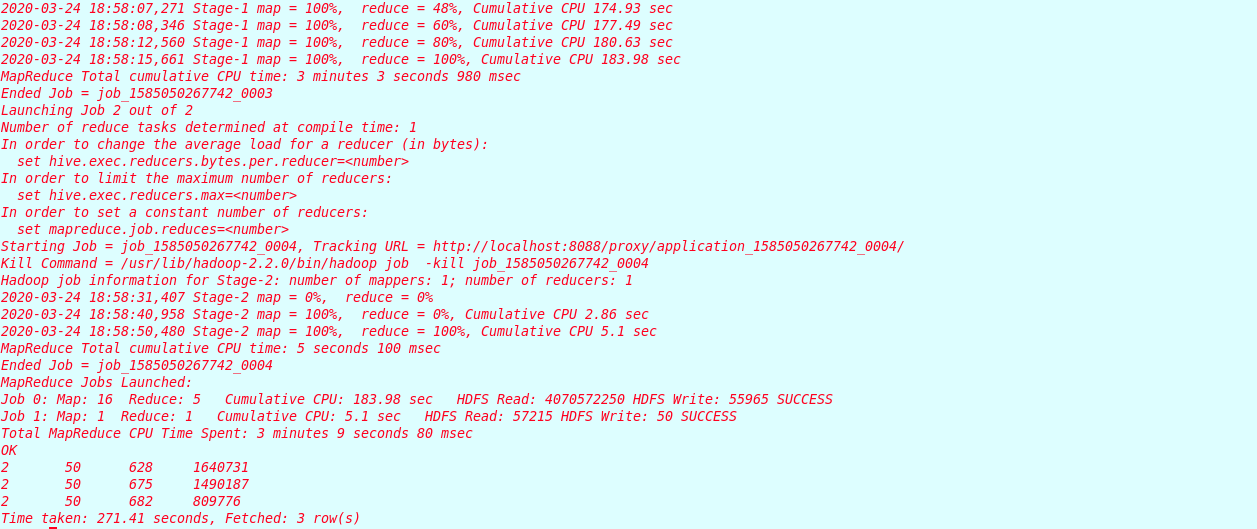 2020-03-24 18:58:07,271 Stage-1 map = 100%,  reduce = 48%, Cumulative CPU 174.93 sec
2020-03-24 18:58:08,346 Stage-1 map = 100%,  reduce = 60%, Cumulative CPU 177.49 sec
2020-03-24 18:58:12,560 Stage-1 map = 100%,  reduce = 80%, Cumulative CPU 180.63 sec
2020-03-24 18:58:15,661 Stage-1 map = 100%,  reduce = 100%, Cumulative CPU 183.98 sec
MapReduce Total cumulative CPU time: 3 minutes 3 seconds 980 msec
Ended Job = job_1585050267742_0003
Launching Job 2 out of 2
Number of reduce tasks determined at compile time: 1
In order to change the average load for a reducer (in bytes):
  set hive.exec.reducers.bytes.per.reducer=<number>
In order to limit the maximum number of reducers:
  set hive.exec.reducers.max=<number>
In order to set a constant number of reducers:
  set mapreduce.job.reduces=<number>
Starting Job = job_1585050267742_0004, Tracking URL = http://localhost:8088/proxy/application_1585050267742_0004/
Kill Command = /usr/lib/hadoop-2.2.0/bin/hadoop job  -kill job_1585050267742_0004
Hadoop job information for Stage-2: number of mappers: 1; number of reducers: 1
2020-03-24 18:58:31,407 Stage-2 map = 0%,  reduce = 0%
2020-03-24 18:58:40,958 Stage-2 map = 100%,  reduce = 0%, Cumulative CPU 2.86 sec
2020-03-24 18:58:50,480 Stage-2 map = 100%,  reduce = 100%, Cumulative CPU 5.1 sec
MapReduce Total cumulative CPU time: 5 seconds 100 msec
Ended Job = job_1585050267742_0004
MapReduce Jobs Launched:
Job 0: Map: 16  Reduce: 5   Cumulative CPU: 183.98 sec   HDFS Read: 4070572250 HDFS Write: 55965 SUCCESS
Job 1: Map: 1  Reduce: 1   Cumulative CPU: 5.1 sec   HDFS Read: 57215 HDFS Write: 50 SUCCESS
Total MapReduce CPU Time Spent: 3 minutes 9 seconds 80 msec
OK
2       50      628     1640731
2       50      675     1490187
2       50      682     809776
Time taken: 271.41 seconds, Fetched: 3 row(s)